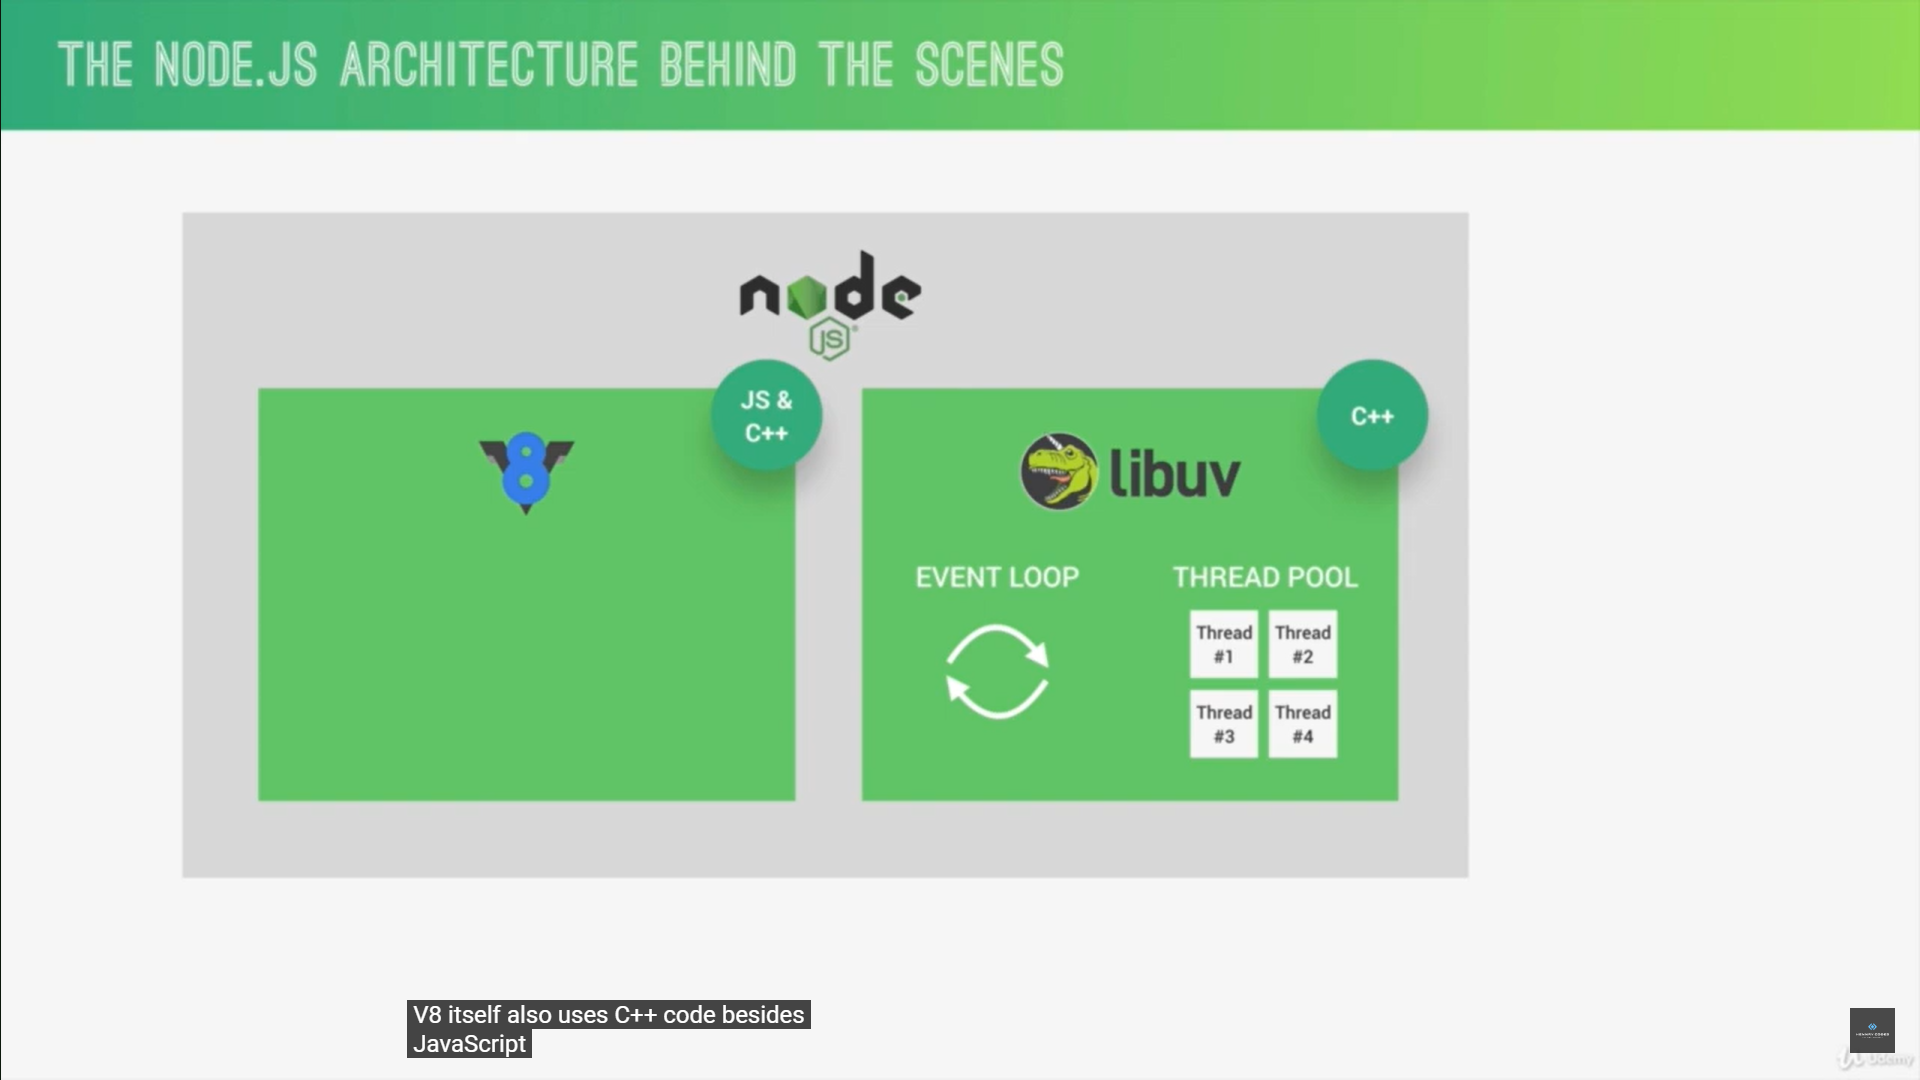 THE NODE.JS ARCHITECTURE BEHIND THE SCENES
node
JS
JS &
C++
C++
V8
libuv
EVENT LOOP
THREAD POOL
Thread
#1
Thread
#2
Thread
#3
Thread
#4
V8 itself also uses C++ code besides
JavaScript
Udemy